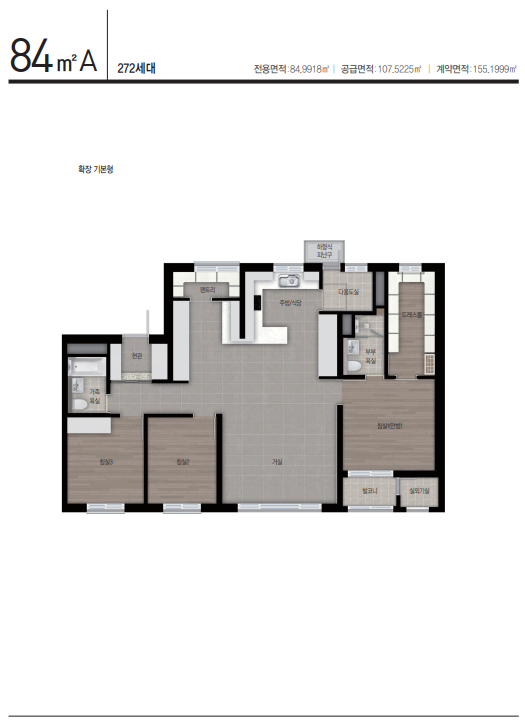 84㎡A
272세대
전용면적:84.9918㎡ | 공급면적:107.5225㎡ | 계약면적:155.1999㎡
확장 기본형
하향식
피난구
팬트리
주방/식당
다용도실
드레스룸
현관
부부
욕실
가족
욕실
침실1(안방)
침실3
침실2
거실
발코니
실외기실